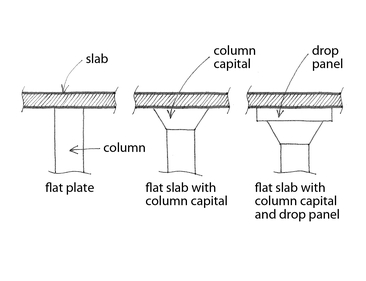 slab
column
capital
drop
panel
column
flat plate
flat slab with
column capital
flat slab with
column capital
and drop panel